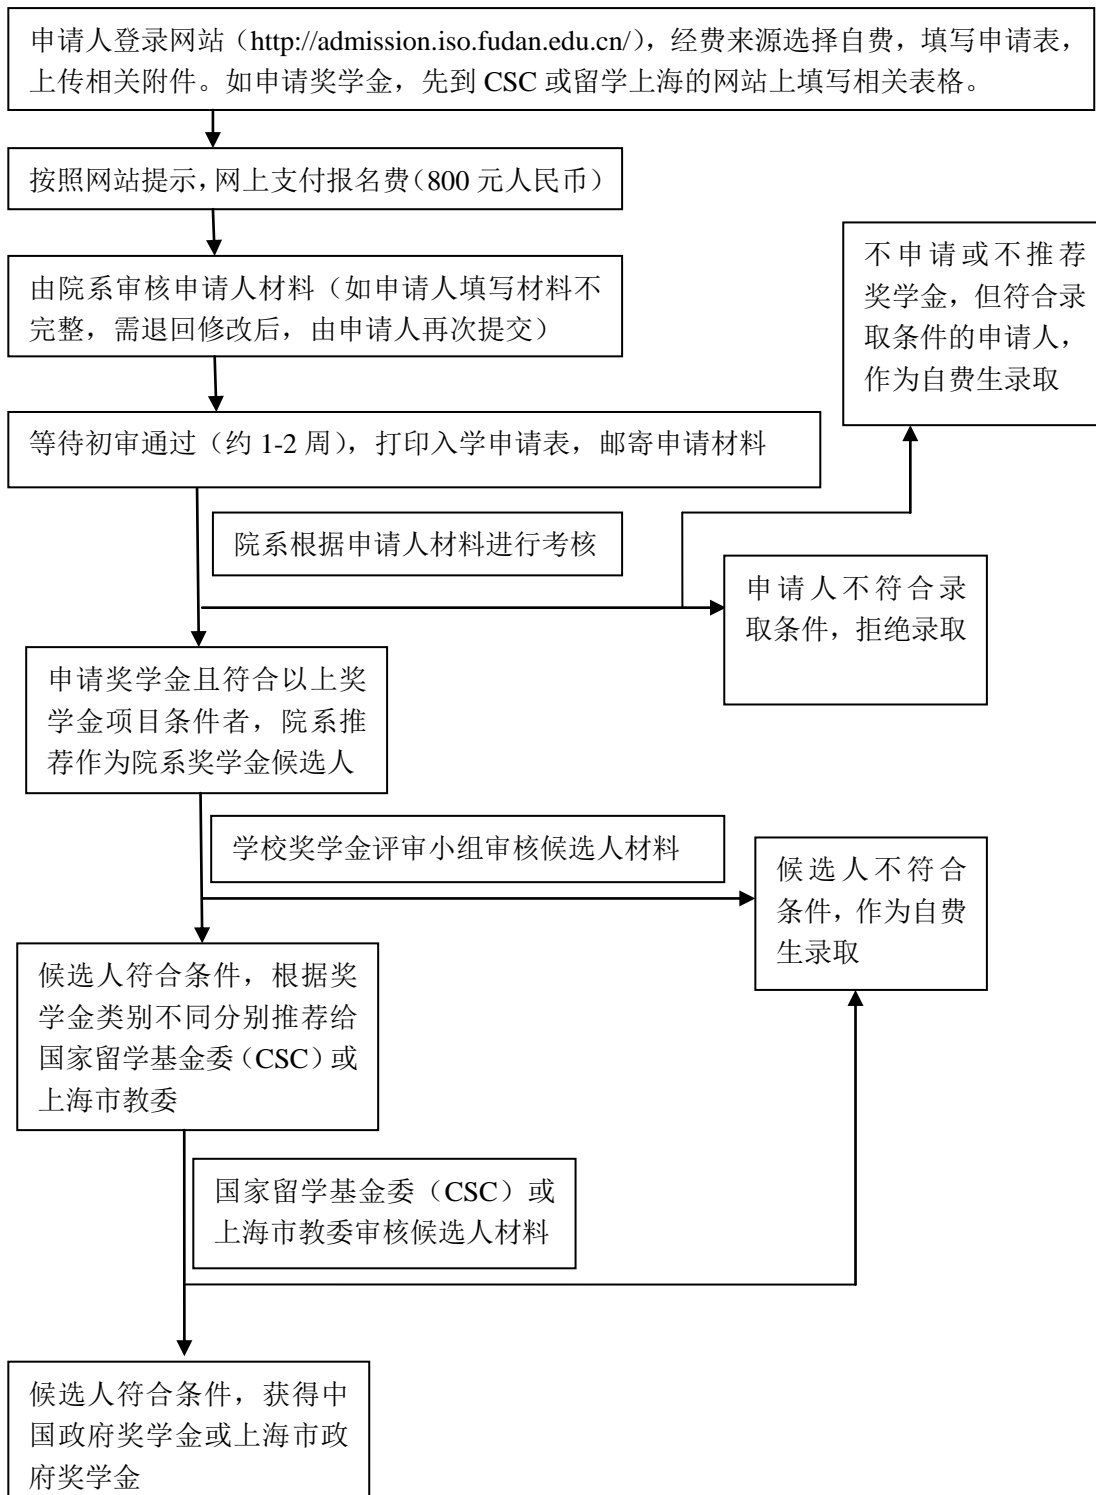 申请人登录网站（http://admission.iso.fudan.edu.cn/），经费来源选择自费，填写申请表，
上传相关附件。如申请奖学金，先到 CSC 或留学上海的网站上填写相关表格。
按照网站提示，网上支付报名费（800 元人民币）
由院系审核申请人材料（如申请人填写材料不
完整，需退回修改后，由申请人再次提交）
不申请或不推荐
奖学金，但符合录
取条件的申请人，
作为自费生录取
等待初审通过（约 1-2 周），打印入学申请表，邮寄申请材料
院系根据申请人材料进行考核
申请人不符合录
取条件，拒绝录取
申请奖学金且符合以上奖
学金项目条件者，院系推
荐作为院系奖学金候选人
学校奖学金评审小组审核候选人材料
候选人不符合
条件，作为自费
生录取
候选人符合条件，根据奖
学金类别不同分别推荐给
国家留学基金委（CSC）或
上海市教委
国家留学基金委（CSC）或
上海市教委审核候选人材料
候选人符合条件，获得中
国政府奖学金或上海市政
府奖学金